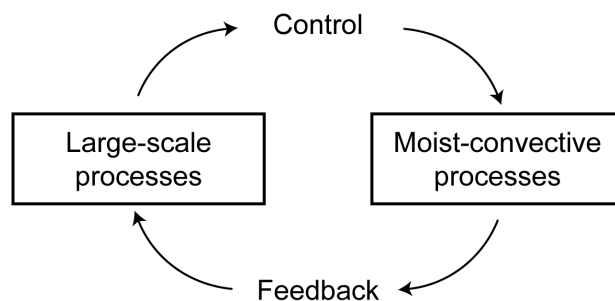 Control
Large-scale
processes
Moist-convective
processes
Feedback